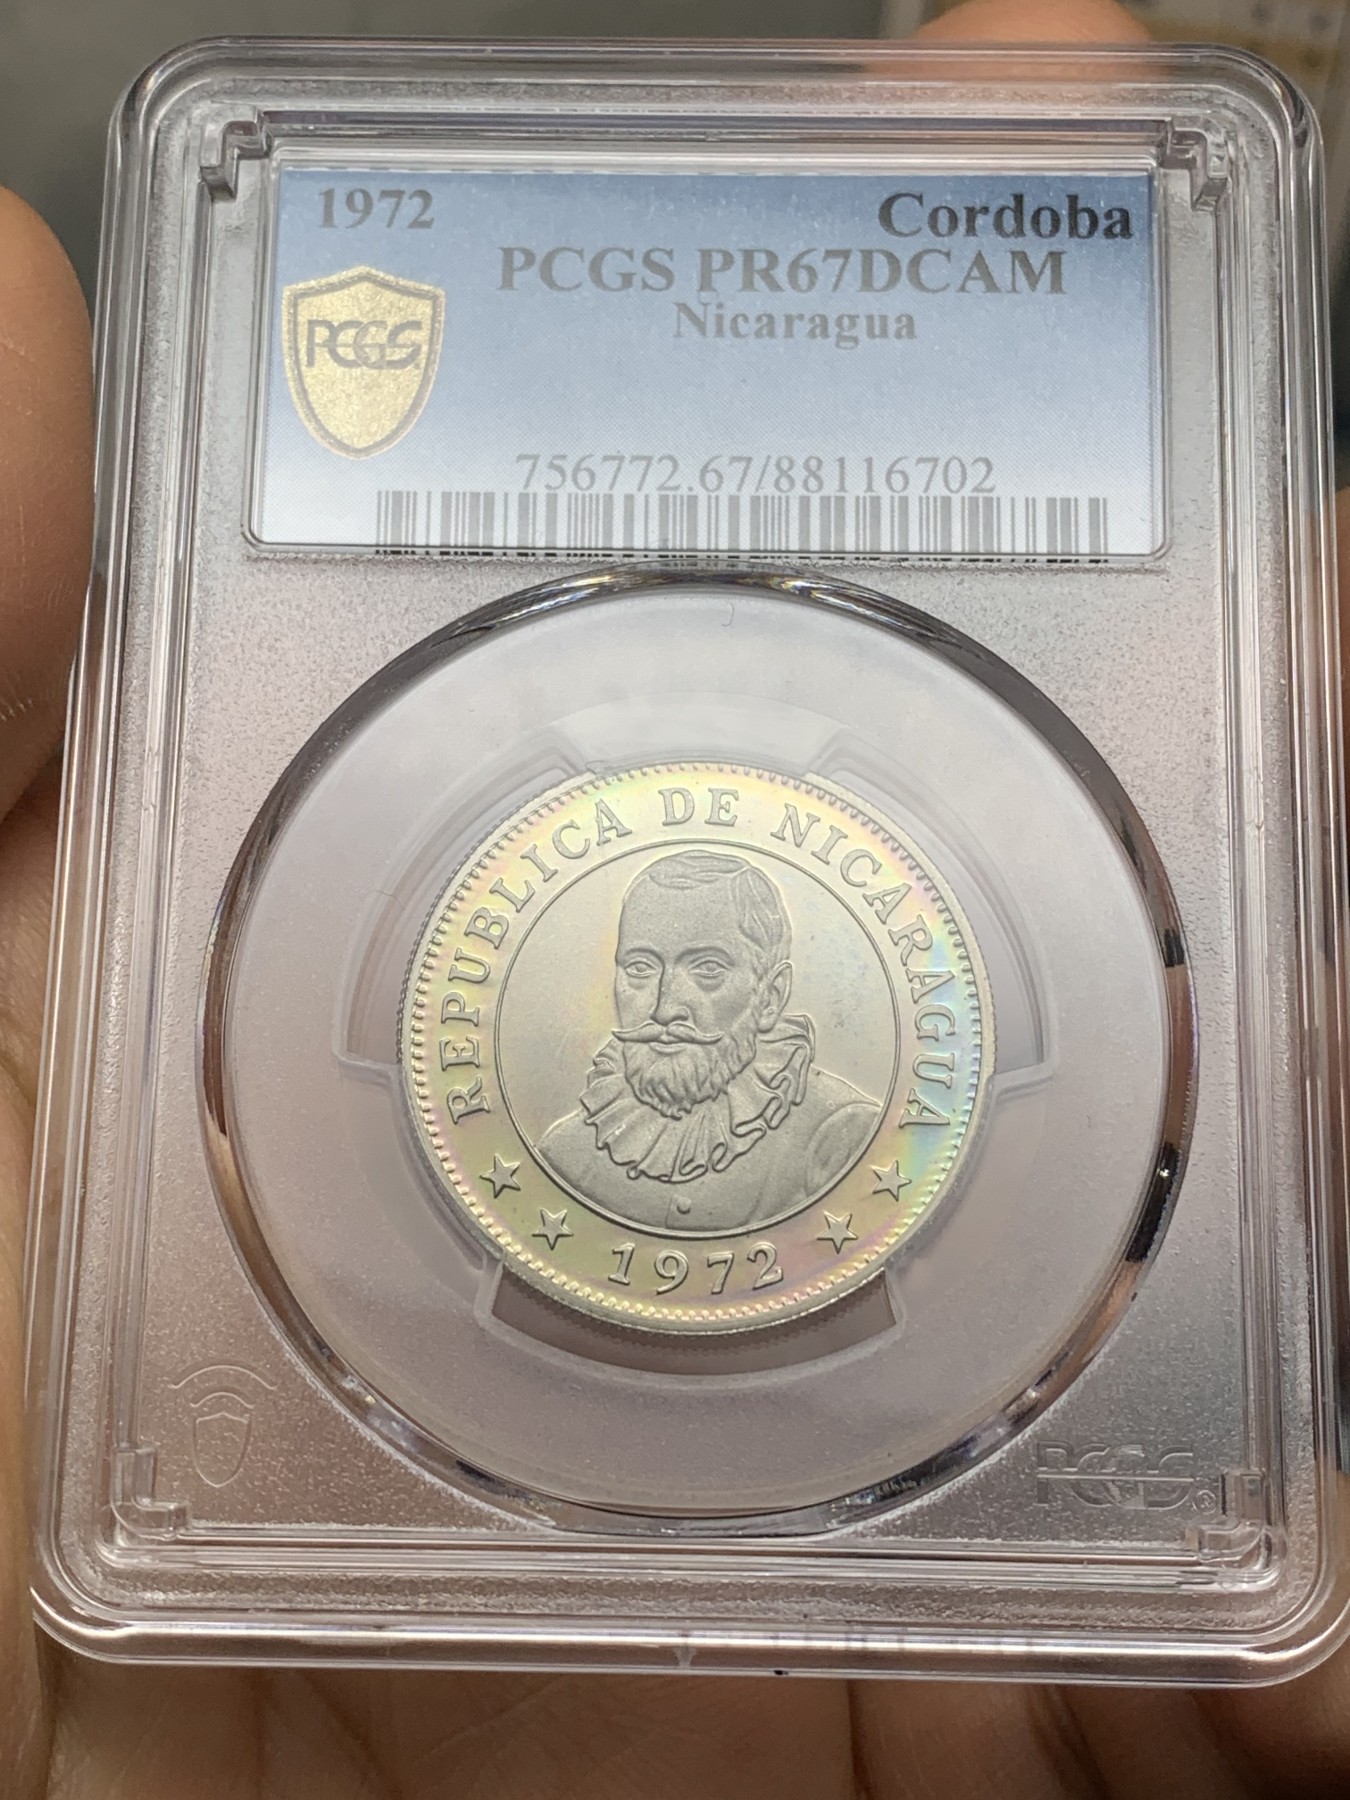 1972 Cordoba
PCGS PR67DCAM
Nicaragua
PCGS
756772.67/88116702
REPUBLICA DE NICARAGUA
1972
PCGS®